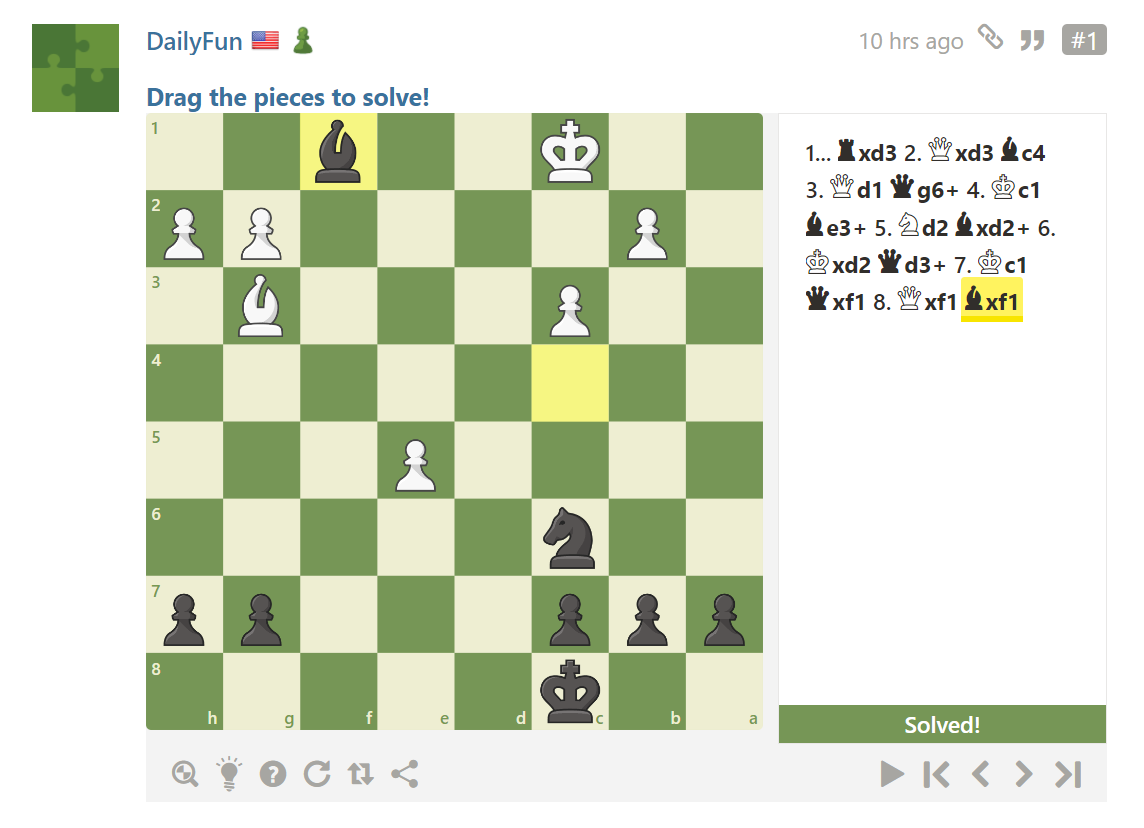 DailyFun
10 hrs ago
#1
Drag the pieces to solve!
1
2
3
4
5
6
7
8
h g f e d c b a
1... ♜xd3 2. ♕xd3 ♝c4
3. ♕d1 ♛g6+ 4. ♔c1
♝e3+ 5. ♘d2 ♝xd2+ 6.
♔xd2 ♛d3+ 7. ♔c1
♛xf1 8. ♕xf1 ♝xf1
Solved!